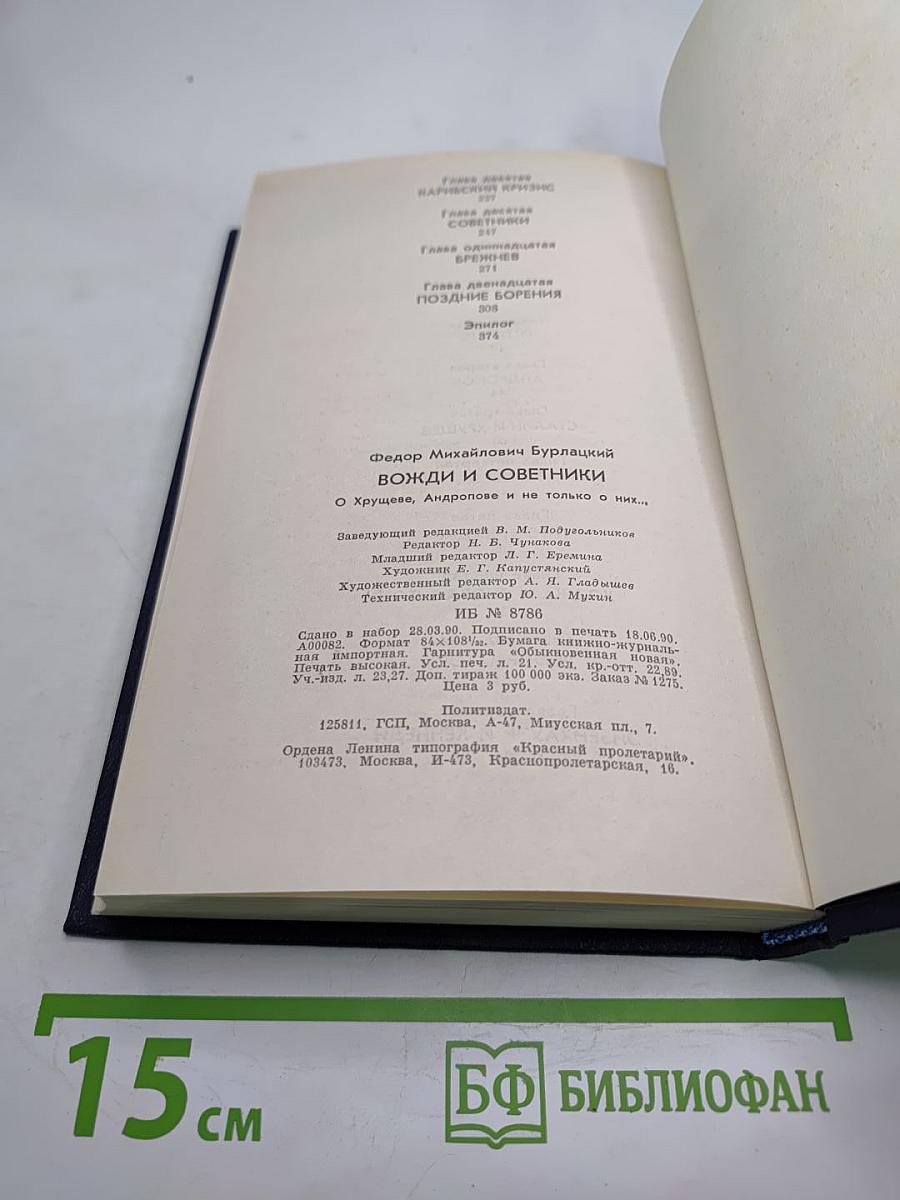 Глава девятая
КАРИБСКИЙ КРИЗИС
227
Глава десятая
СОВЕТНИКИ
247
Глава одиннадцатая
БРЕЖНЕВ
271
Глава двенадцатая
ПОЗДНИЕ БОРЕНИЯ
308
Эпилог
374
Федор Михайлович Бурлацкий
ВОЖДИ И СОВЕТНИКИ
О Хрущеве, Андропове и не только о них...
Заведующий редакцией В. М. Подугольников
Редактор Н. Б. Чунакова
Младший редактор Л. Г. Еремина
Художник Е. Г. Капустянский
Художественный редактор А. Я. Гладышев
Технический редактор Ю. А. Мухин
ИБ № 8786
Сдано в набор 28.03.90. Подписано в печать 18.06.90.
А00082. Формат 84×108¹/₃₂. Бумага книжно-журналь-
ная импортная. Гарнитура «Обыкновенная новая».
Печать высокая. Усл. печ. л. 21. Усл. кр.-отт. 22,89.
Уч.-изд. л. 23,27. Доп. тираж 100 000 экз. Заказ № 1275.
Цена 3 руб.
Политиздат.
125811, ГСП, Москва, А-47, Миусская пл., 7.
Ордена Ленина типография «Красный пролетарий».
103473, Москва, И-473, Краснопролетарская, 16.
15 см
БФ БИБЛИОФАН